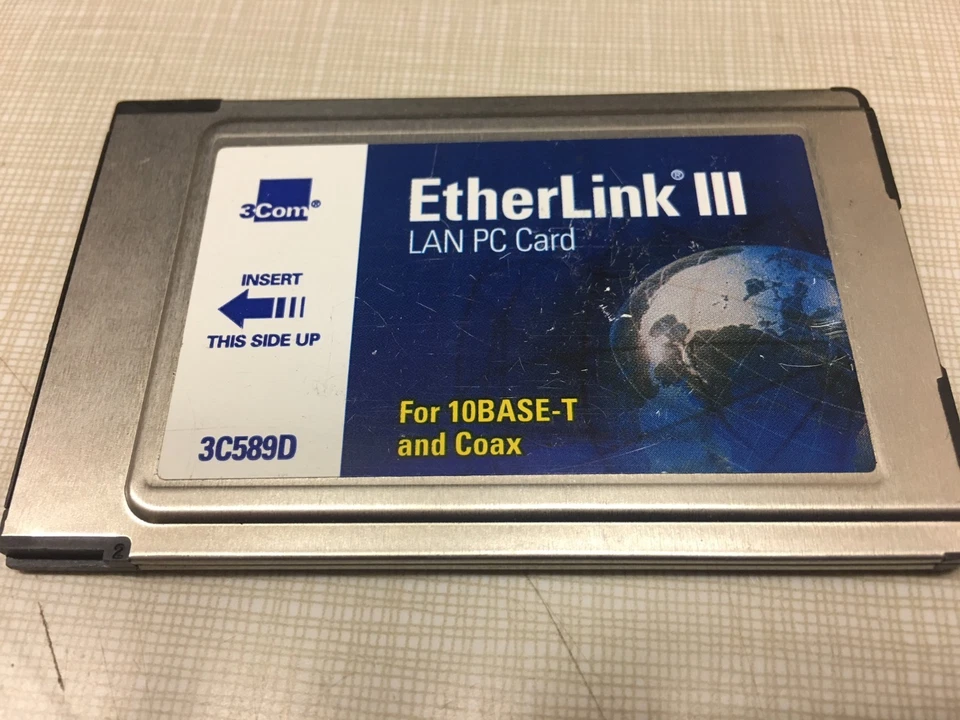 3Com®
INSERT
THIS SIDE UP
3C589D
EtherLink® III
LAN PC Card
For 10BASE-T
and Coax
2